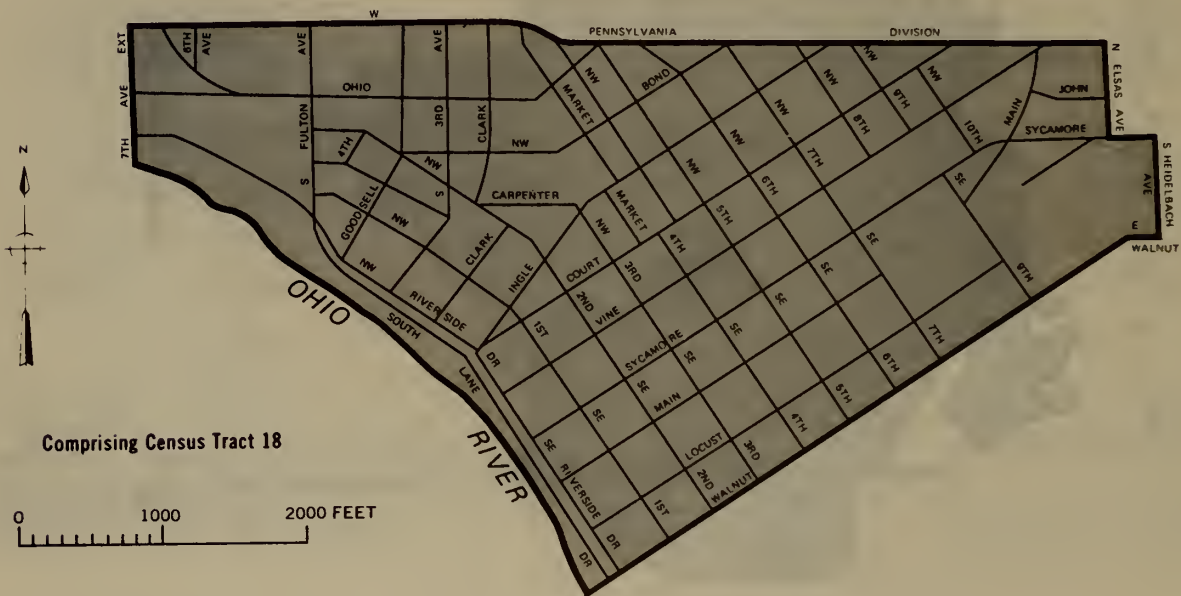 W
PENNSYLVANIA
DIVISION
7TH AVE EXT
6TH
AVE
FULTON AVE
S
OHIO
3RD AVE
S
CLARK
MARKET
NW
BOND
NW
NW
NW
NW
9TH
NW
8TH
10TH
MAIN
JOHN
N ELSAS AVE
SYCAMORE
S HEIDELBACH
AVE
E
WALNUT
N
4TH
GOODSELL
NW
NW
NW
CARPENTER
NW
7TH
6TH
5TH
4TH
MARKET
NW
3RD
COURT
2ND
VINE
1ST
INGLE
CLARK
NW
RIVERSIDE
DR
OHIO
SOUTH
LANE
RIVER
SYCAMORE
SE
SE
SE
SE
SE
SE
SE
SE
MAIN
9TH
7TH
6TH
5TH
4TH
LOCUST
3RD
2ND
WALNUT
1ST
RIVERSIDE
DR
DR
Comprising Census Tract 18
0 1000 2000 FEET